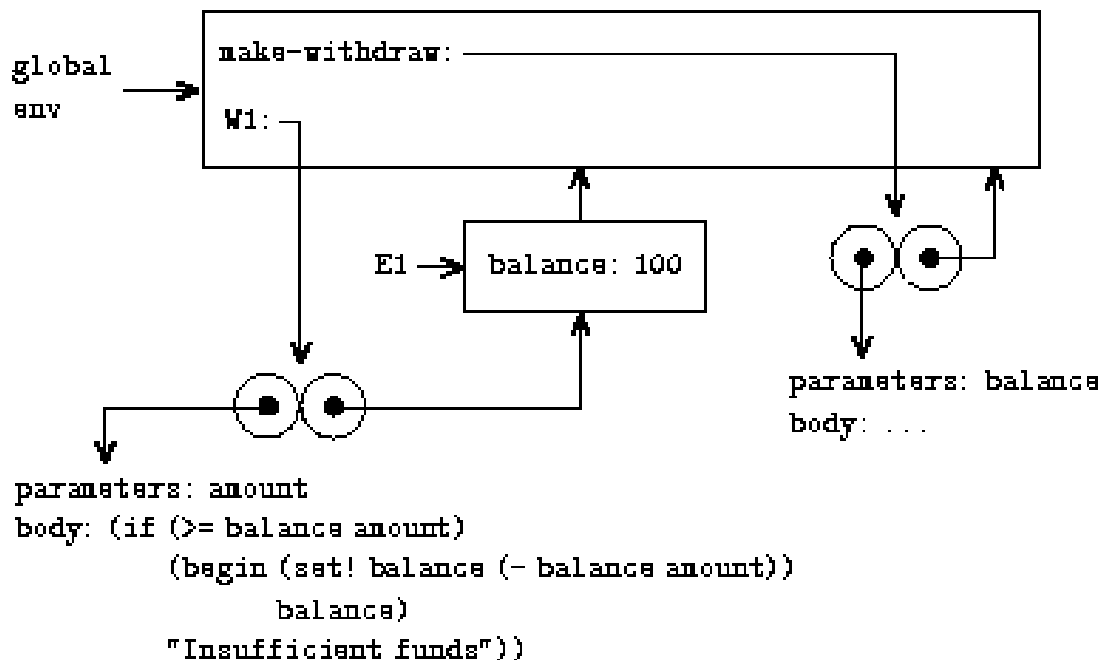 make-withdraw:
global
env
W1:
E1
balance: 100
parameters: balance
body: ...
parameters: amount
body: (if (>= balance amount)
(begin (set! balance (- balance amount))
balance)
"Insufficient funds"))